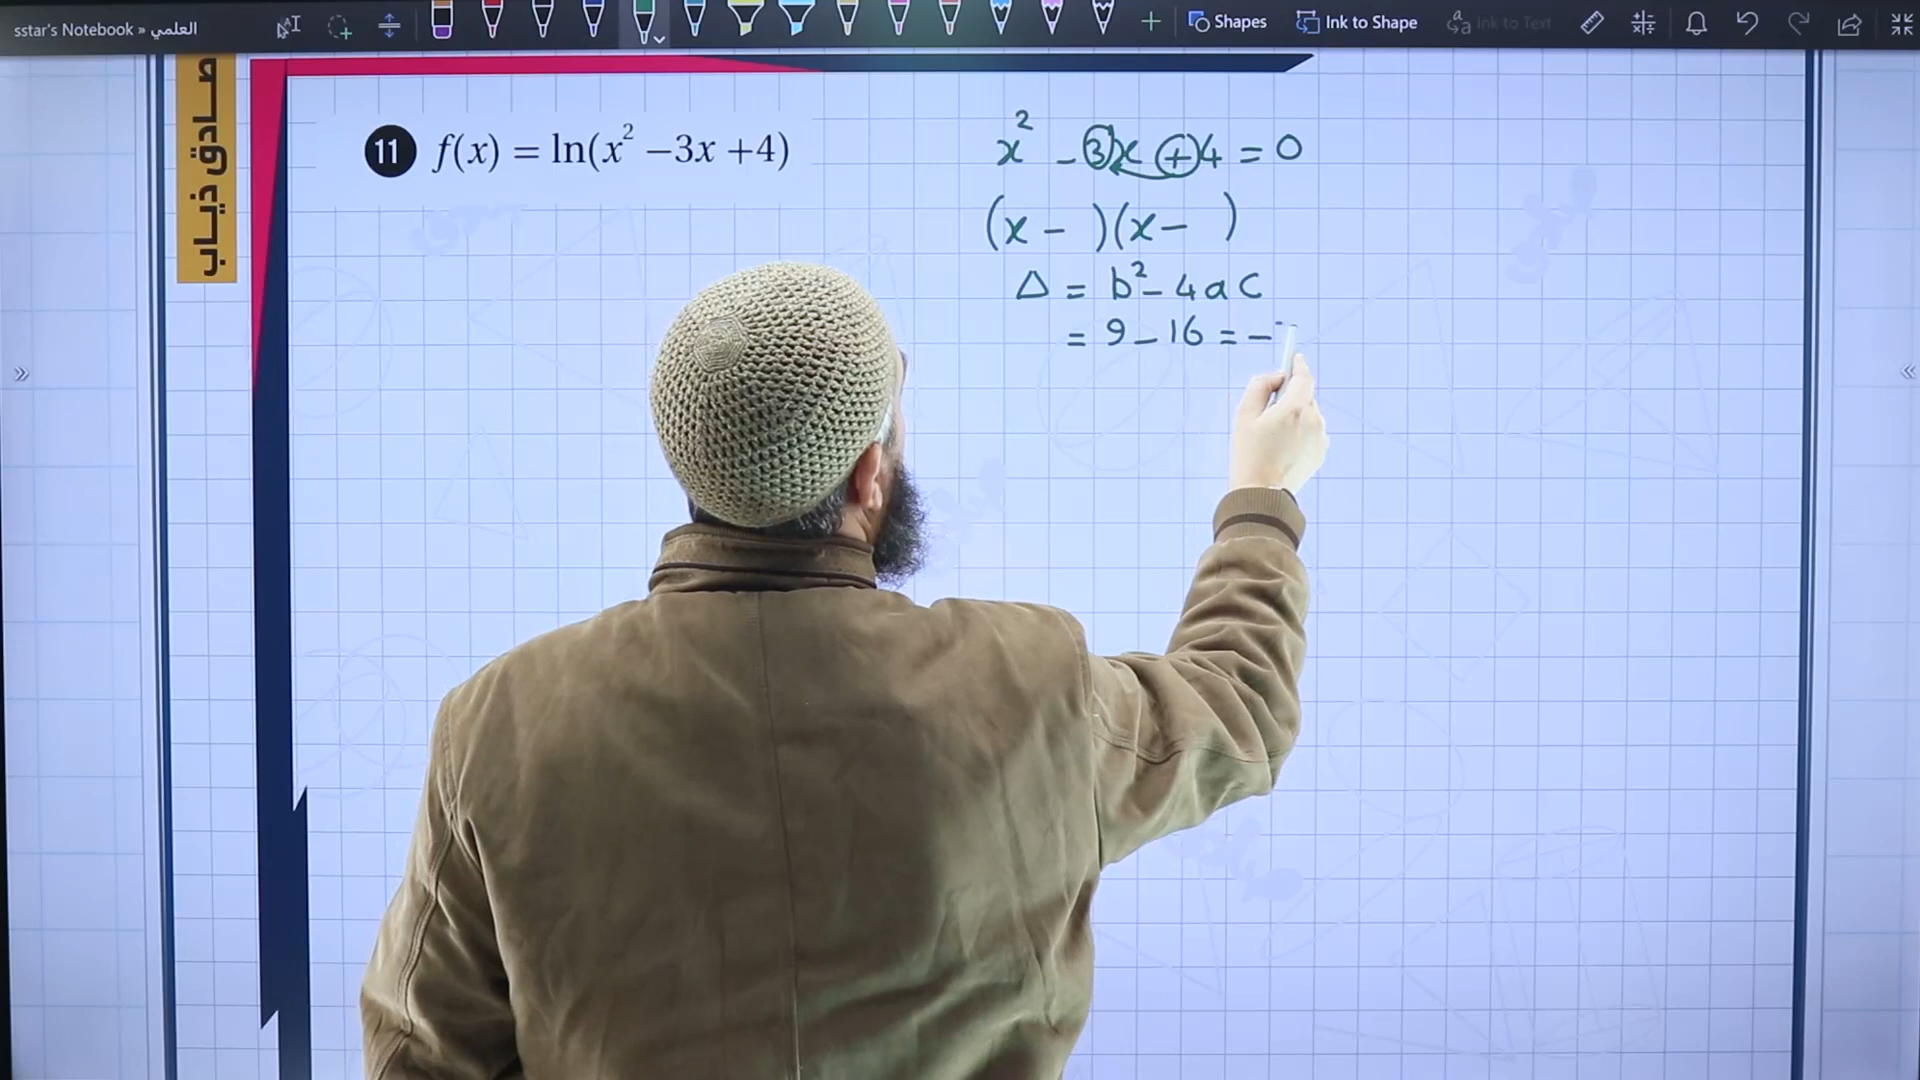 sstar's Notebook » العلمي
Shapes
Ink to Shape
Ink to Text
صادق ذياب
11 f(x) = ln(x² −3x +4)
x² - 3x + 4 = 0
(x - )(x - )
Δ = b² - 4ac
= 9 - 16 = -